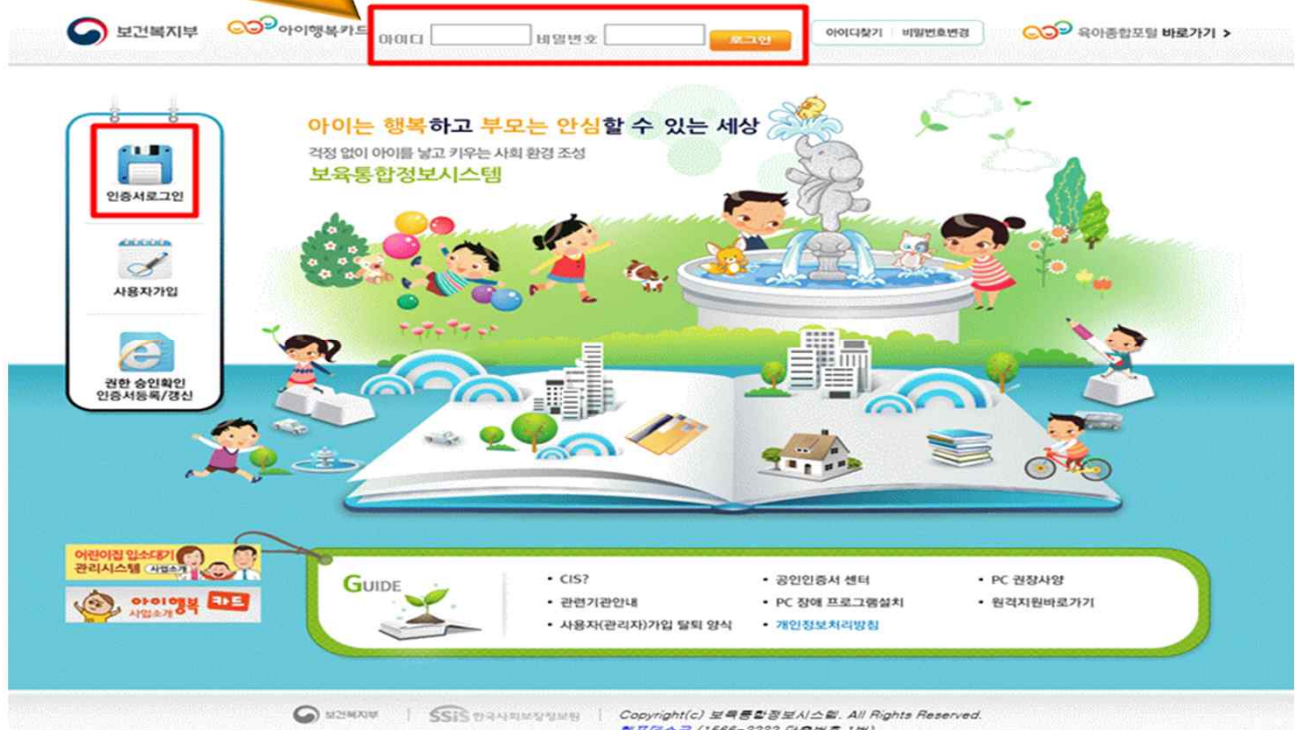 보건복지부
아이행복카드
아이디
비밀번호
로그인
아이디찾기 비밀번호변경
육아종합포털 바로가기 >
아이는 행복하고 부모는 안심할 수 있는 세상
걱정 없이 아이를 낳고 키우는 사회 환경 조성
보육통합정보시스템
인증서로그인
사용자가입
권한 승인확인
인증서등록/갱신
어린이집 입소대기
관리시스템 사업소개
아이행복 카드
사업소개
GUIDE
• CIS?
• 관련기관안내
• 사용자(관리자)가입 탈퇴 양식
• 공인인증서 센터
• PC 장애 프로그램설치
• 개인정보처리방침
• PC 권장사양
• 원격지원바로가기
보건복지부 | SSiS 한국사회보장정보원 | Copyright(c) 보육통합정보시스템. All Rights Reserved.